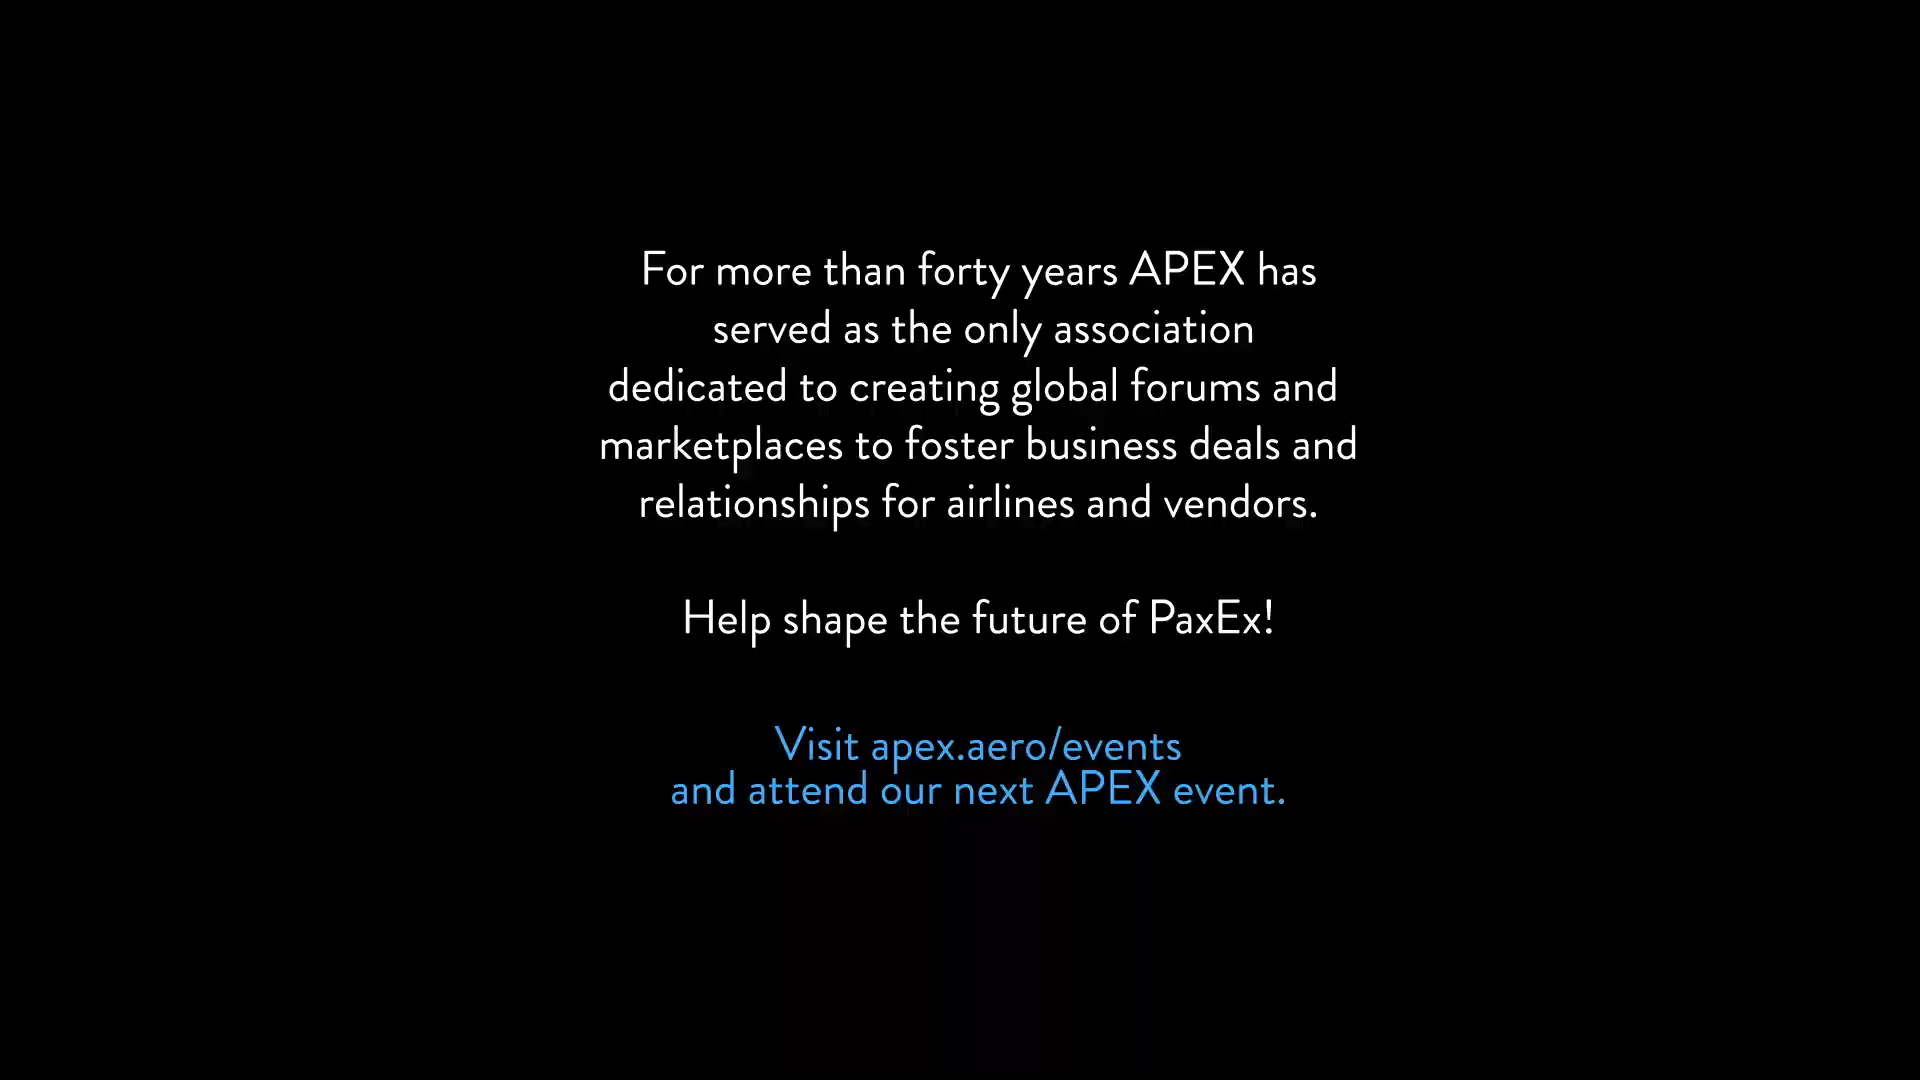 For more than forty years APEX has
served as the only association
dedicated to creating global forums and
marketplaces to foster business deals and
relationships for airlines and vendors.
Help shape the future of PaxEx!
Visit apex.aero/events
and attend our next APEX event.